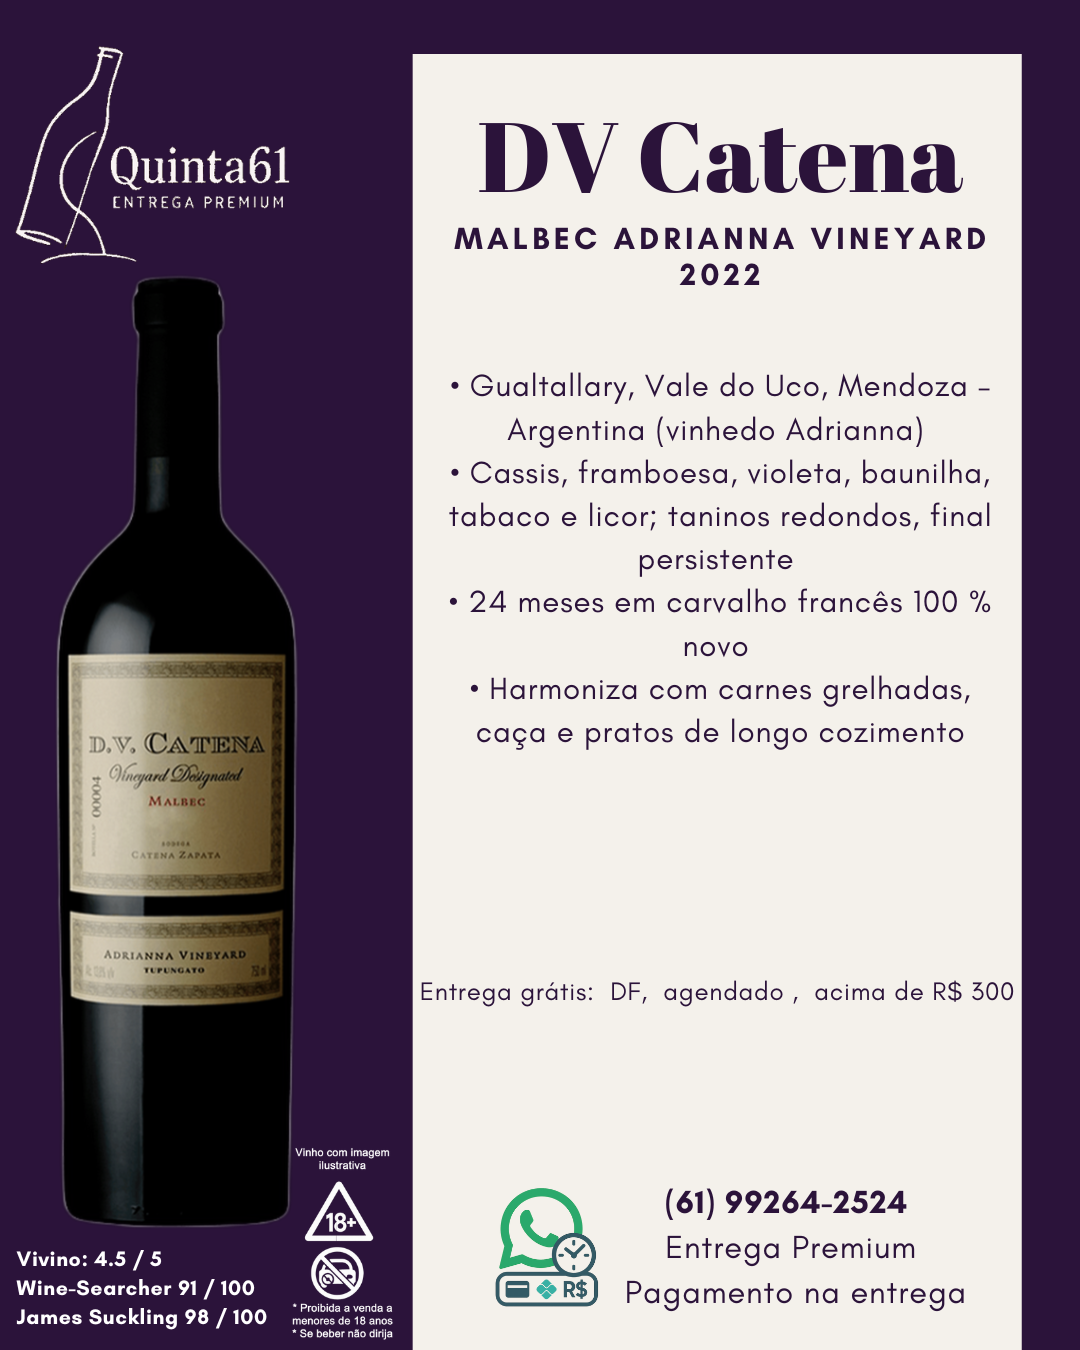 Quinta61
ENTREGA PREMIUM
DV Catena
MALBEC ADRIANNA VINEYARD
2022
• Gualtallary, Vale do Uco, Mendoza –
Argentina (vinhedo Adrianna)
• Cassis, framboesa, violeta, baunilha,
tabaco e licor; taninos redondos, final
persistente
• 24 meses em carvalho francês 100 %
novo
• Harmoniza com carnes grelhadas,
caça e pratos de longo cozimento
Entrega grátis: DF, agendado , acima de R$ 300
(61) 99264-2524
Entrega Premium
Pagamento na entrega
R$
D.V. CATENA
Vineyard Designated
MALBEC
00004
BODEGA
CATENA ZAPATA
ADRIANNA VINEYARD
TUPUNGATO
750 ml
Vinho com imagem
ilustrativa
18+
* Proibida a venda a
menores de 18 anos
* Se beber não dirija
Vivino: 4.5 / 5
Wine-Searcher 91 / 100
James Suckling 98 / 100